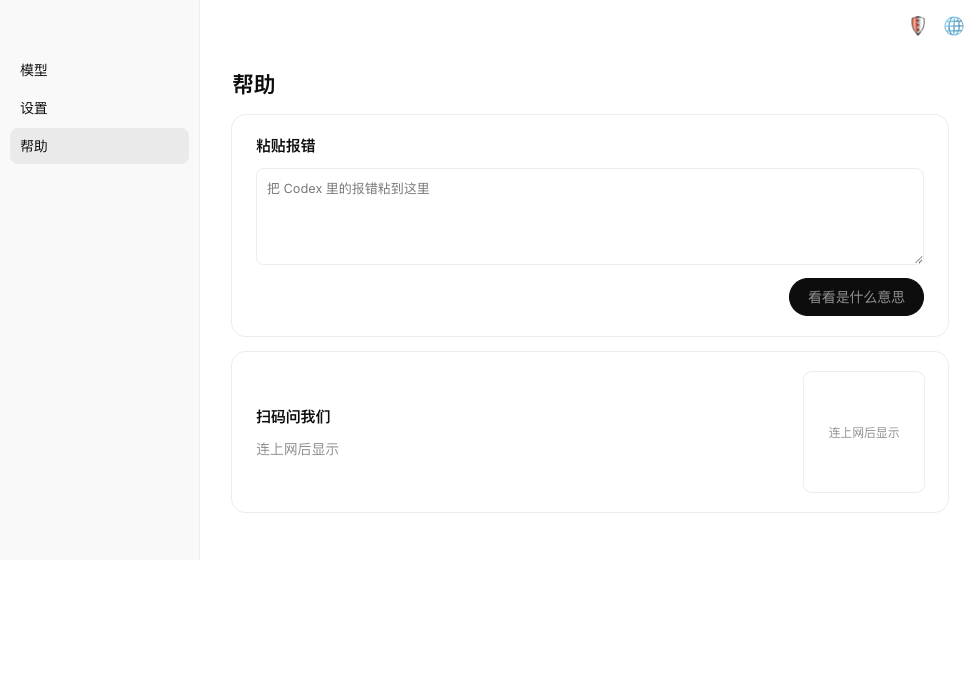 模型
设置
帮助
帮助
粘贴报错
把 Codex 里的报错粘到这里
看看是什么意思
扫码问我们
连上网后显示
连上网后显示